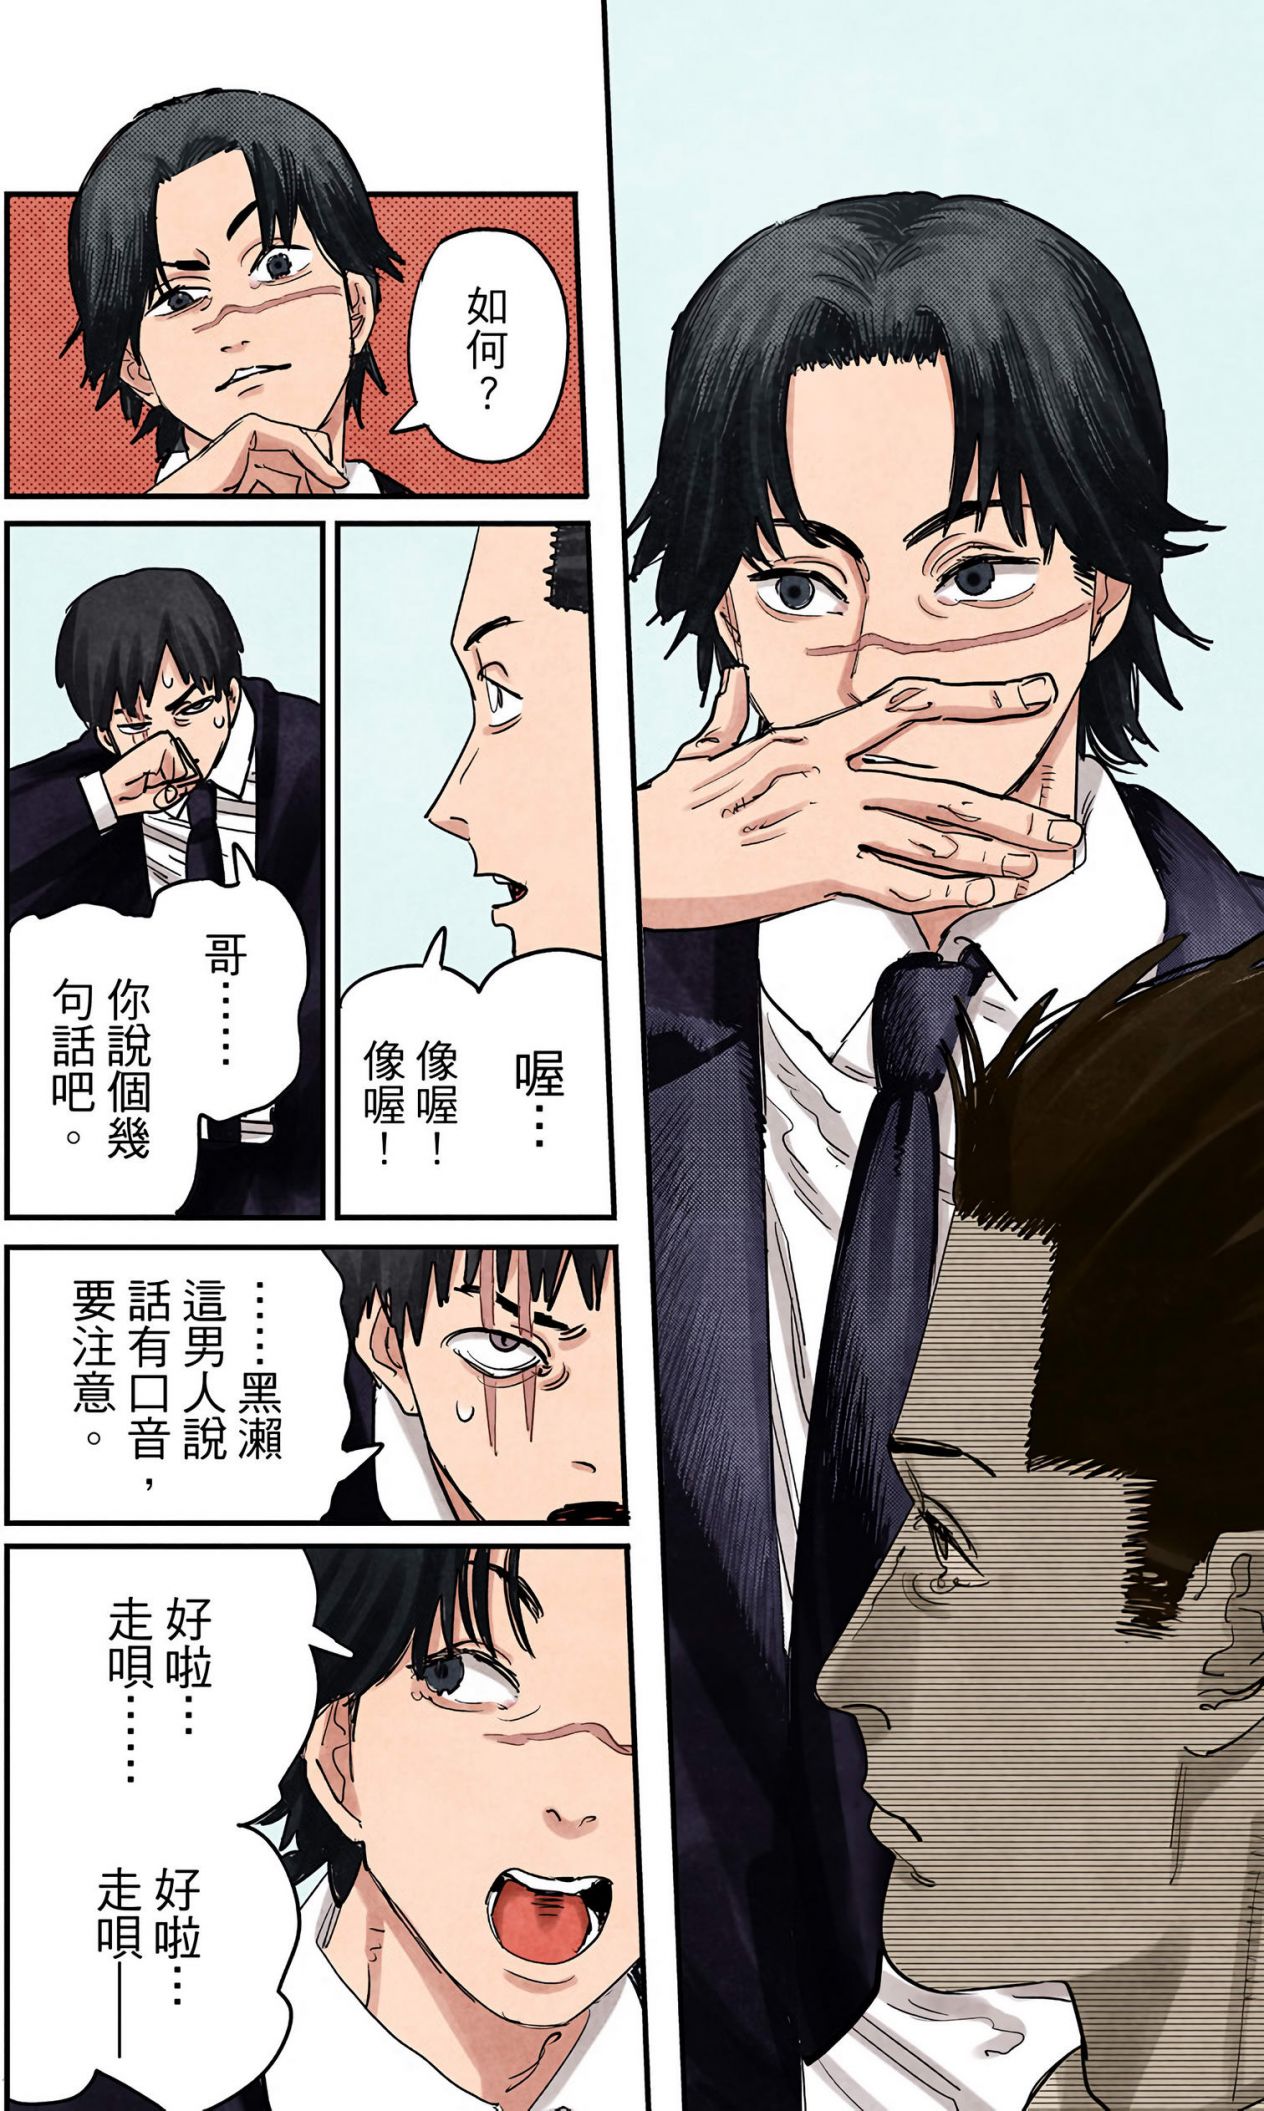 如何？
喔…
像喔！
像喔！
哥……
你說個幾
句話吧。
……黑瀨
這男人說
話有口音，
要注意。
好啦…
走唄……
好啦…
走唄——